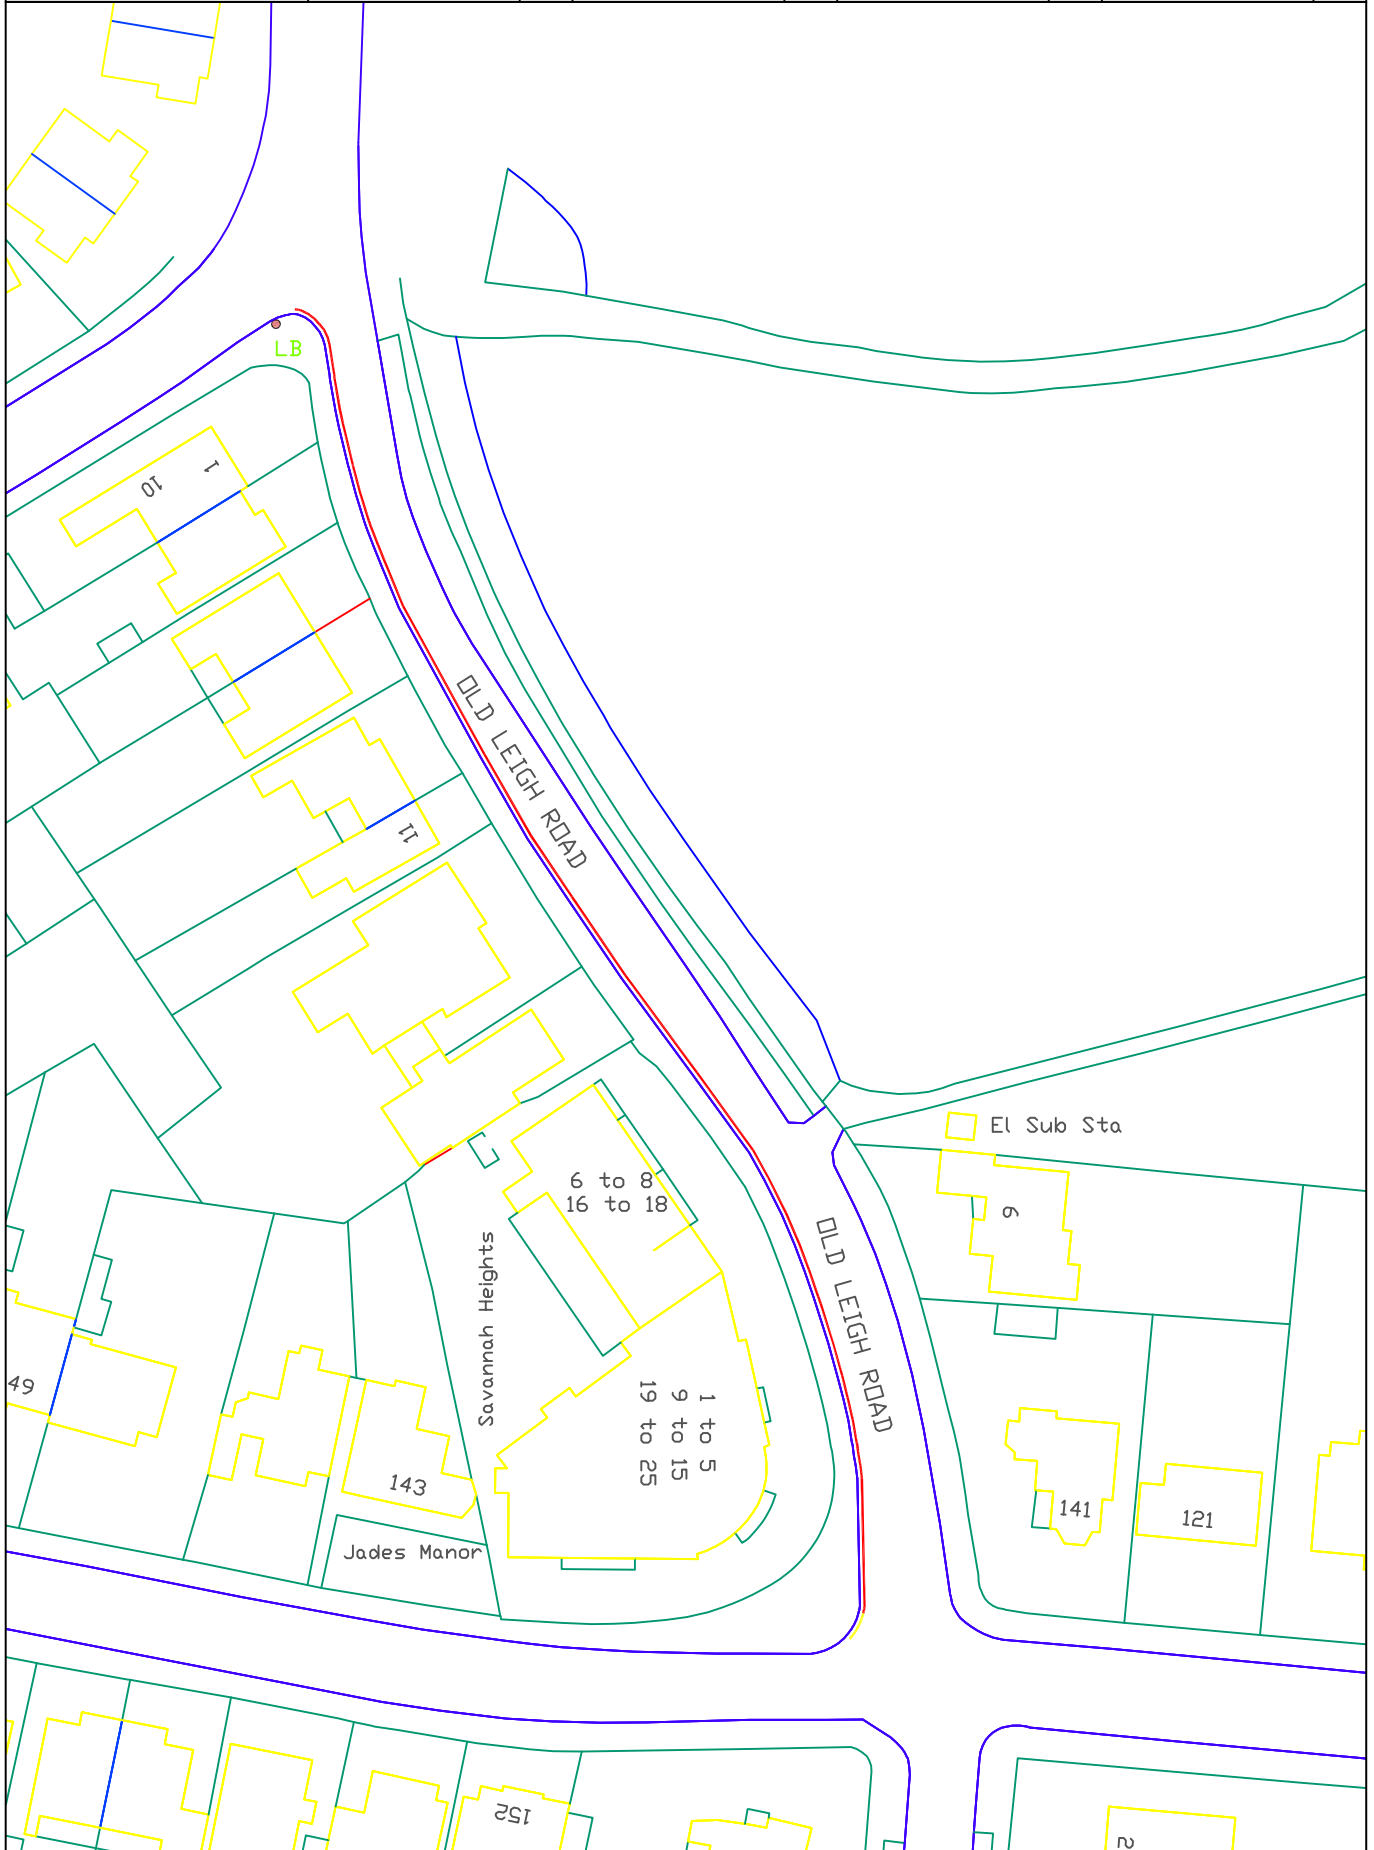 LB
1
10
OLD LEIGH ROAD
11
El Sub Sta
6 to 8
16 to 18
9
OLD LEIGH ROAD
Savannah Heights
49
1 to 5
9 to 15
19 to 25
143
141
121
Jades Manor
152
2